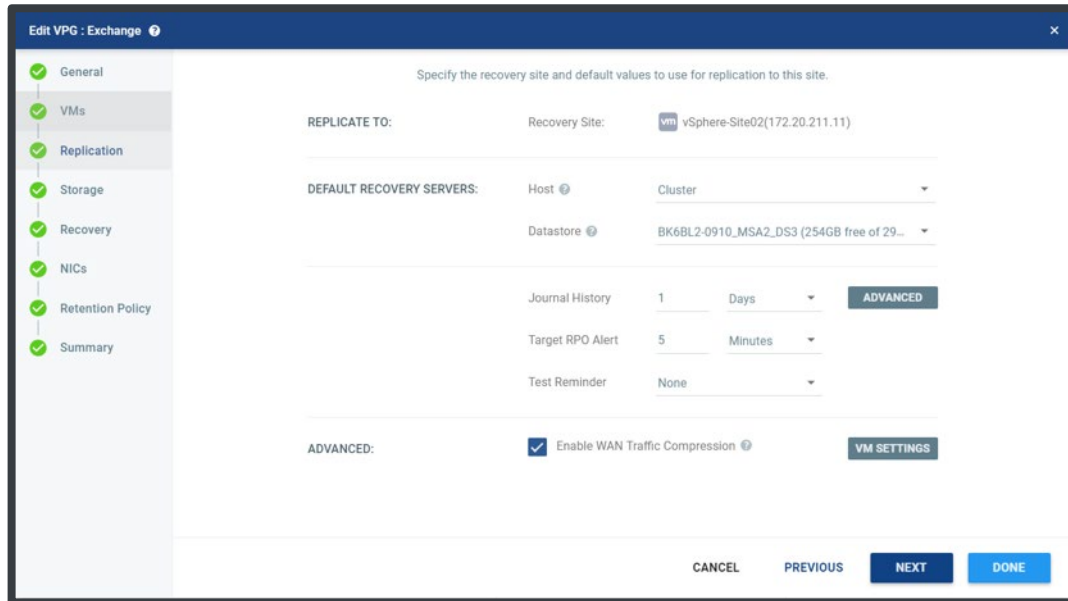 Edit VPG : Exchange
General
VMs
Replication
Storage
Recovery
NICs
Retention Policy
Summary
Specify the recovery site and default values to use for replication to this site.
REPLICATE TO: Recovery Site: vm vSphere-Site02(172.20.211.11)
DEFAULT RECOVERY SERVERS: Host ? Cluster
Datastore ? BK6BL2-0910_MSA2_DS3 (254GB free of 29...
Journal History 1 Days ADVANCED
Target RPO Alert 5 Minutes
Test Reminder None
ADVANCED: Enable WAN Traffic Compression ? VM SETTINGS
CANCEL PREVIOUS NEXT DONE